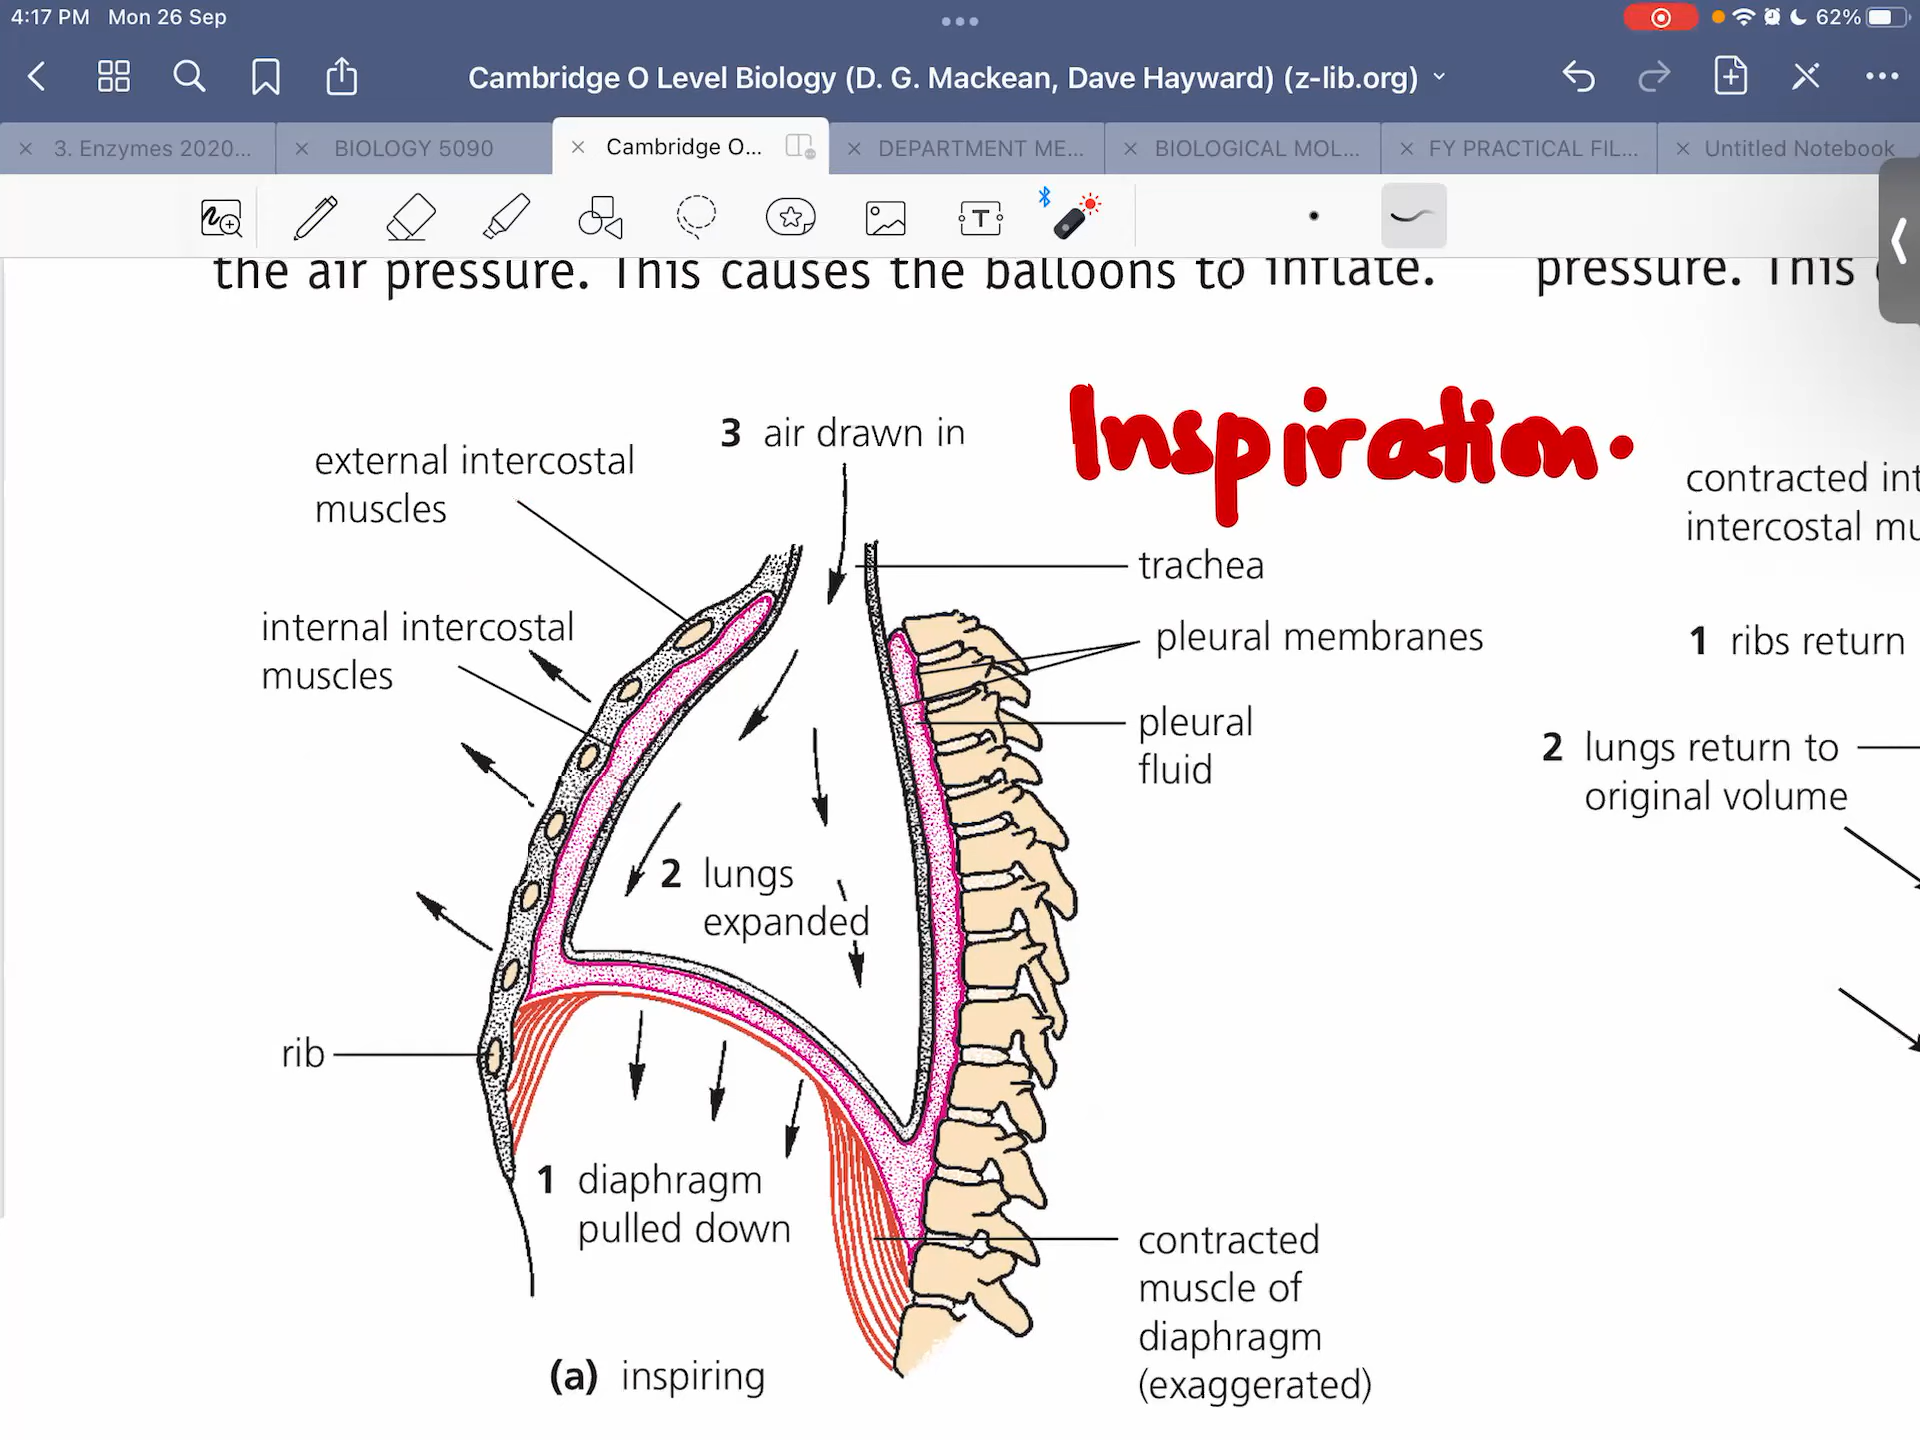 4:17 PM Mon 26 Sep
62%
Cambridge O Level Biology (D. G. Mackean, Dave Hayward) (z-lib.org)
3. Enzymes 2020...
BIOLOGY 5090
Cambridge O...
DEPARTMENT ME...
BIOLOGICAL MOL...
FY PRACTICAL FIL...
Untitled Notebook
the air pressure. This causes the balloons to inflate.
pressure. This
Inspiration.
3 air drawn in
external intercostal
muscles
contracted int
intercostal mu
trachea
internal intercostal
muscles
pleural membranes
1 ribs return
pleural
fluid
2 lungs return to
original volume
2 lungs
expanded
rib
1 diaphragm
pulled down
contracted
muscle of
diaphragm
(exaggerated)
(a) inspiring